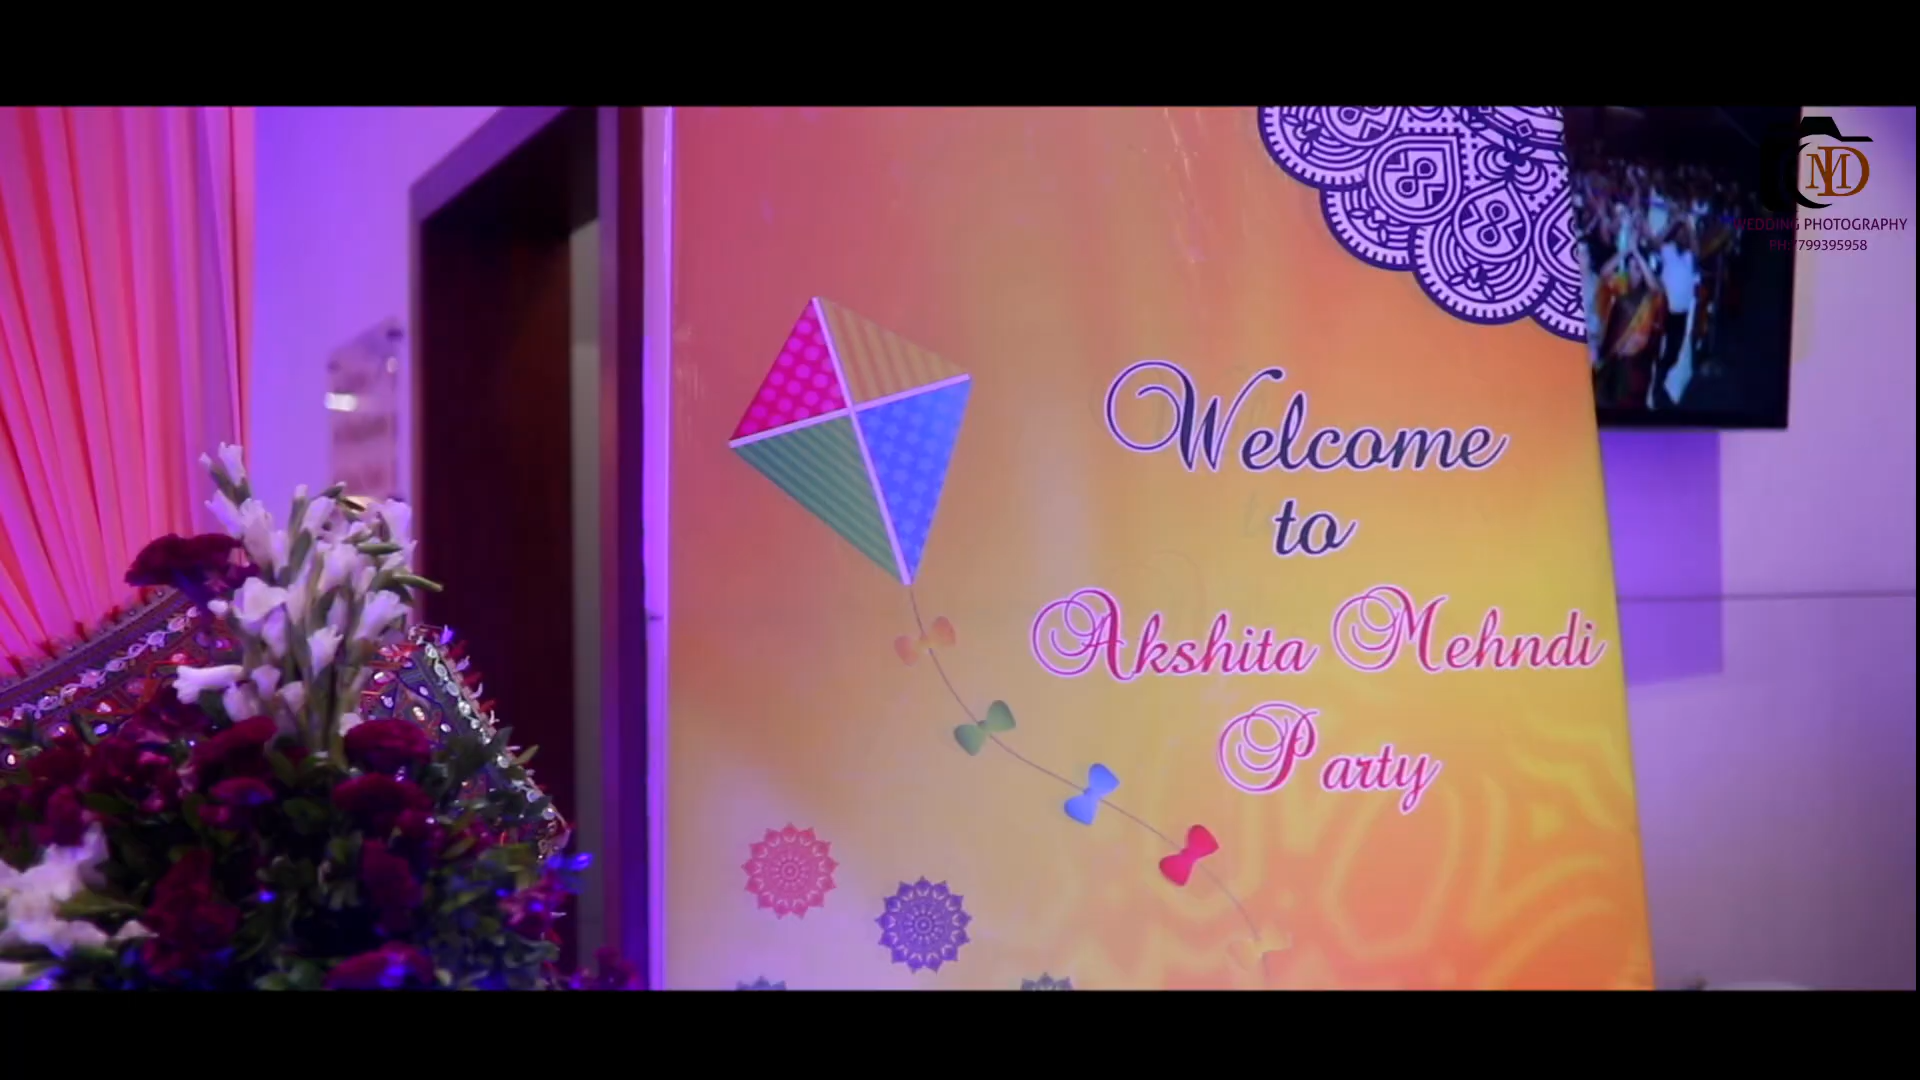 Welcome
to
Akshita Mehndi
Party
MD
WEDDING PHOTOGRAPHY
PH:7799395958